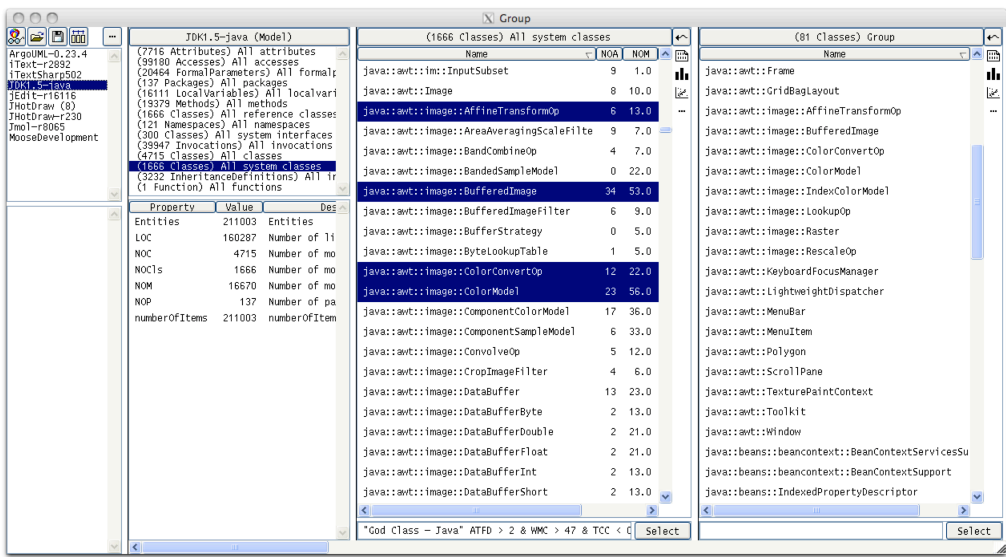 Group
JDK1.5-java (Model)
(1666 Classes) All system classes
(81 Classes) Group
ArgoUML-0.23.4
iText-r2892
iTextSharp502
JDK1.5-java
jEdit-r16116
JHotDraw (8)
JHotDraw-r230
Jmol-r8065
MooseDevelopment
(7716 Attributes) All attributes
(99180 Accesses) All accesses
(20464 FormalParameters) All formalp
(137 Packages) All packages
(16111 LocalVariables) All localvari
(19379 Methods) All methods
(1666 Classes) All reference classes
(121 Namespaces) All namespaces
(300 Classes) All system interfaces
(39947 Invocations) All invocations
(4715 Classes) All classes
(1666 Classes) All system classes
(3232 InheritanceDefinitions) All in
(1 Function) All functions
Property Value Des
Entities 211003 Entities
LOC 160287 Number of li
NOC 4715 Number of mo
NOCls 1666 Number of mo
NOM 16670 Number of mo
NOP 137 Number of pa
numberOfItems 211003 numberOfItem
Name NOA NOM
java::awt::im::InputSubset 9 1.0
java::awt::Image 8 10.0
java::awt::image::AffineTransformOp 6 13.0
java::awt::image::AreaAveragingScaleFilte 9 7.0
java::awt::image::BandCombineOp 4 7.0
java::awt::image::BandedSampleModel 0 22.0
java::awt::image::BufferedImage 34 53.0
java::awt::image::BufferedImageFilter 6 9.0
java::awt::image::BufferStrategy 0 5.0
java::awt::image::ByteLookupTable 1 5.0
java::awt::image::ColorConvertOp 12 22.0
java::awt::image::ColorModel 23 56.0
java::awt::image::ComponentColorModel 17 36.0
java::awt::image::ComponentSampleModel 6 33.0
java::awt::image::ConvolveOp 5 12.0
java::awt::image::CropImageFilter 4 6.0
java::awt::image::DataBuffer 13 23.0
java::awt::image::DataBufferByte 2 13.0
java::awt::image::DataBufferDouble 2 21.0
java::awt::image::DataBufferFloat 2 21.0
java::awt::image::DataBufferInt 2 13.0
java::awt::image::DataBufferShort 2 13.0
"God Class - Java" ATFD > 2 & WMC > 47 & TCC < 0
Select
Name
java::awt::Frame
java::awt::GridBagLayout
java::awt::image::AffineTransformOp
java::awt::image::BufferedImage
java::awt::image::ColorConvertOp
java::awt::image::ColorModel
java::awt::image::IndexColorModel
java::awt::image::LookupOp
java::awt::image::Raster
java::awt::image::RescaleOp
java::awt::KeyboardFocusManager
java::awt::LightweightDispatcher
java::awt::MenuBar
java::awt::MenuItem
java::awt::Polygon
java::awt::ScrollPane
java::awt::TexturePaintContext
java::awt::Toolkit
java::awt::Window
java::beans::beancontext::BeanContextServicesSu
java::beans::beancontext::BeanContextSupport
java::beans::IndexedPropertyDescriptor
Select